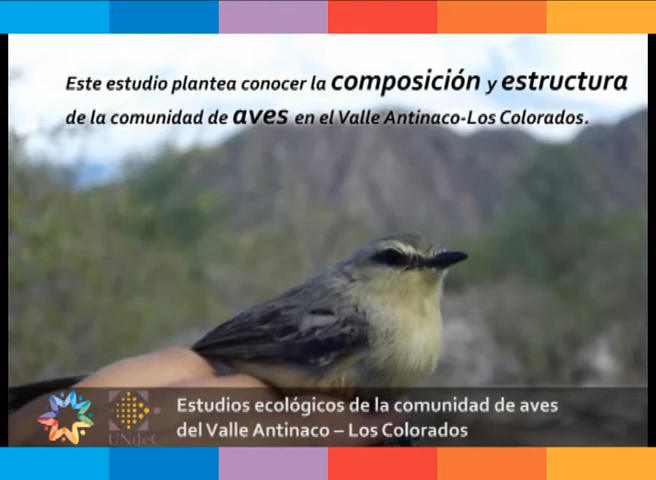 Este estudio plantea conocer la composición y estructura
de la comunidad de aves en el Valle Antinaco-Los Colorados.
UNdeC
Estudios ecológicos de la comunidad de aves
del Valle Antinaco – Los Colorados